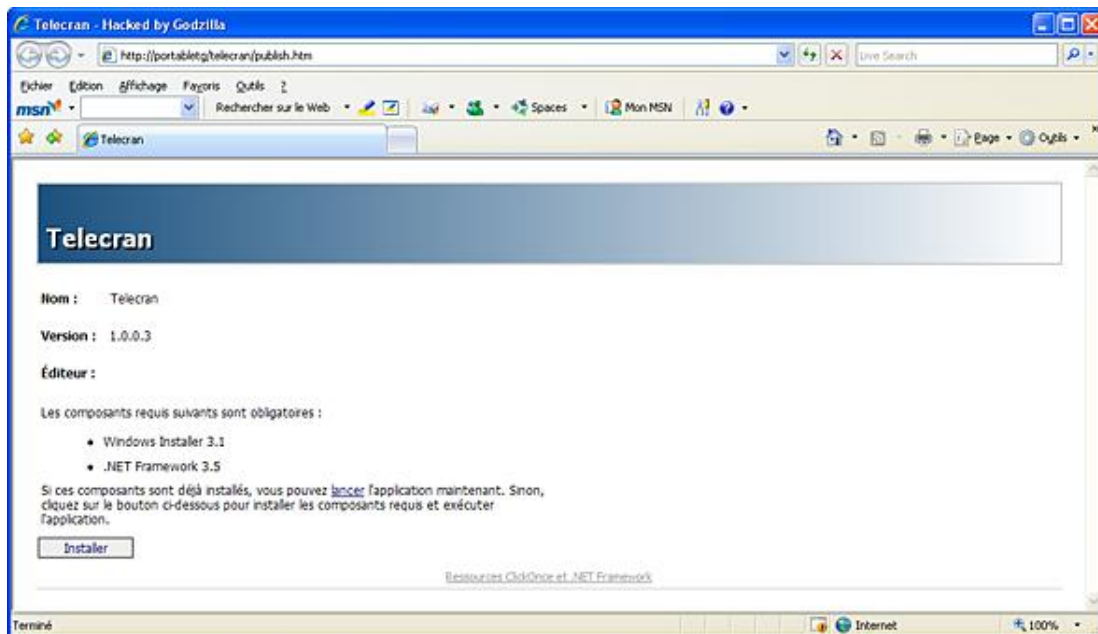 Telecran - Hacked by Godzilla
http://portabletg/telecran/publish.htm
Live Search
Fichier Edition Affichage Favoris Outils ?
msn Rechercher sur le Web Spaces Mon MSN
Telecran Page Outils
Telecran
Nom : Telecran
Version : 1.0.0.3
Éditeur :
Les composants requis suivants sont obligatoires :
Windows Installer 3.1
.NET Framework 3.5
Si ces composants sont déjà installés, vous pouvez lancer l'application maintenant. Sinon,
cliquez sur le bouton ci-dessous pour installer les composants requis et exécuter
l'application.
Installer
Ressources ClickOnce et .NET Framework
Terminé Internet 100%